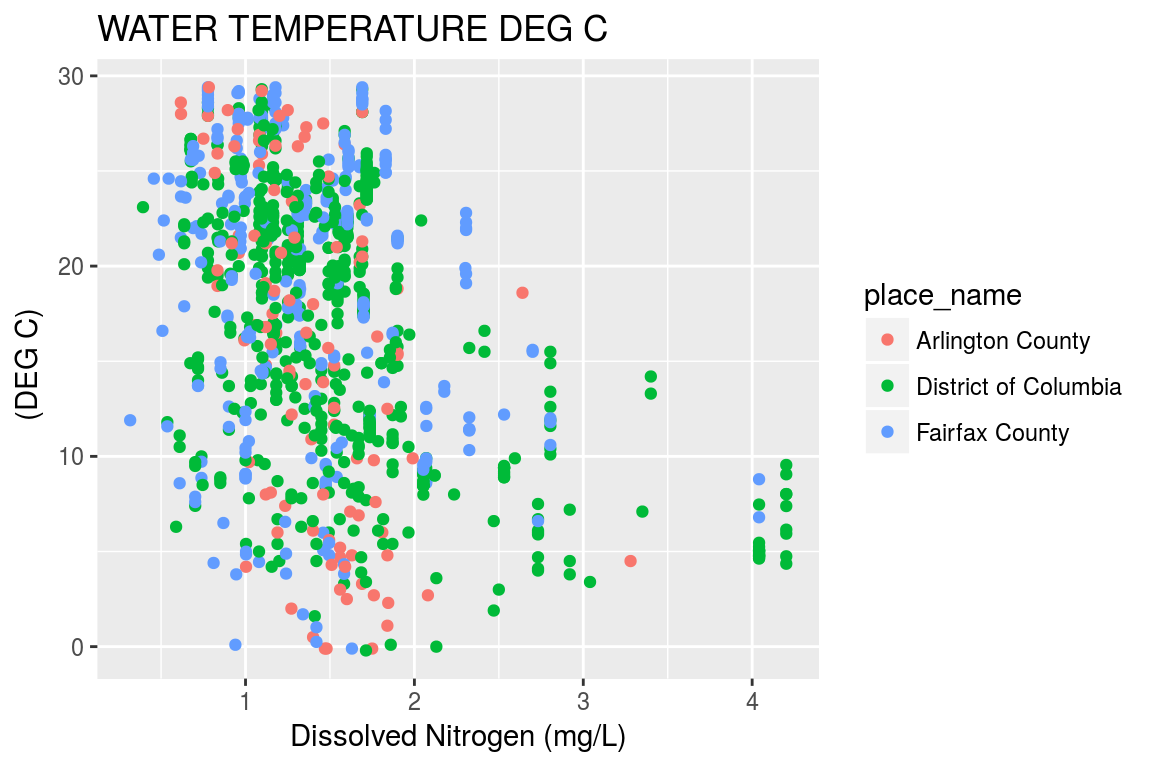 WATER TEMPERATURE DEG C
30
20
10
0
(DEG C)
1 2 3 4
Dissolved Nitrogen (mg/L)
place_name
Arlington County
District of Columbia
Fairfax County